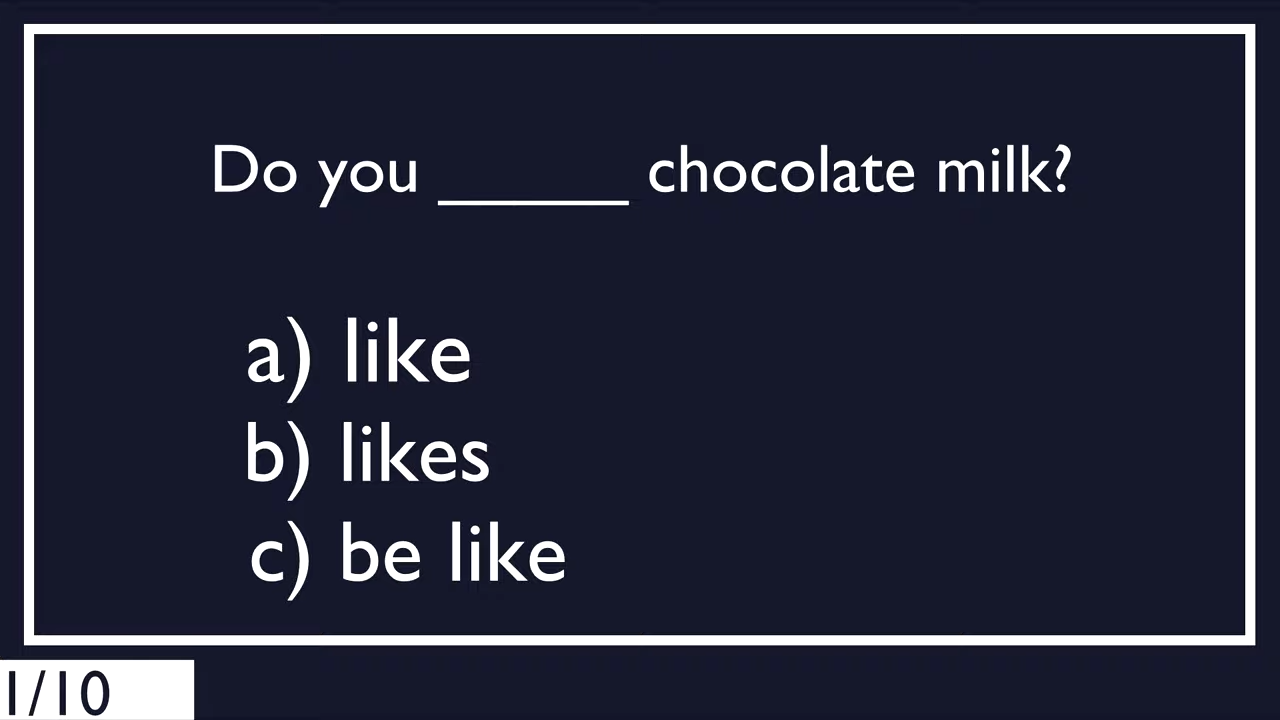 Do you ______ chocolate milk?
a) like
b) likes
c) be like
1/10